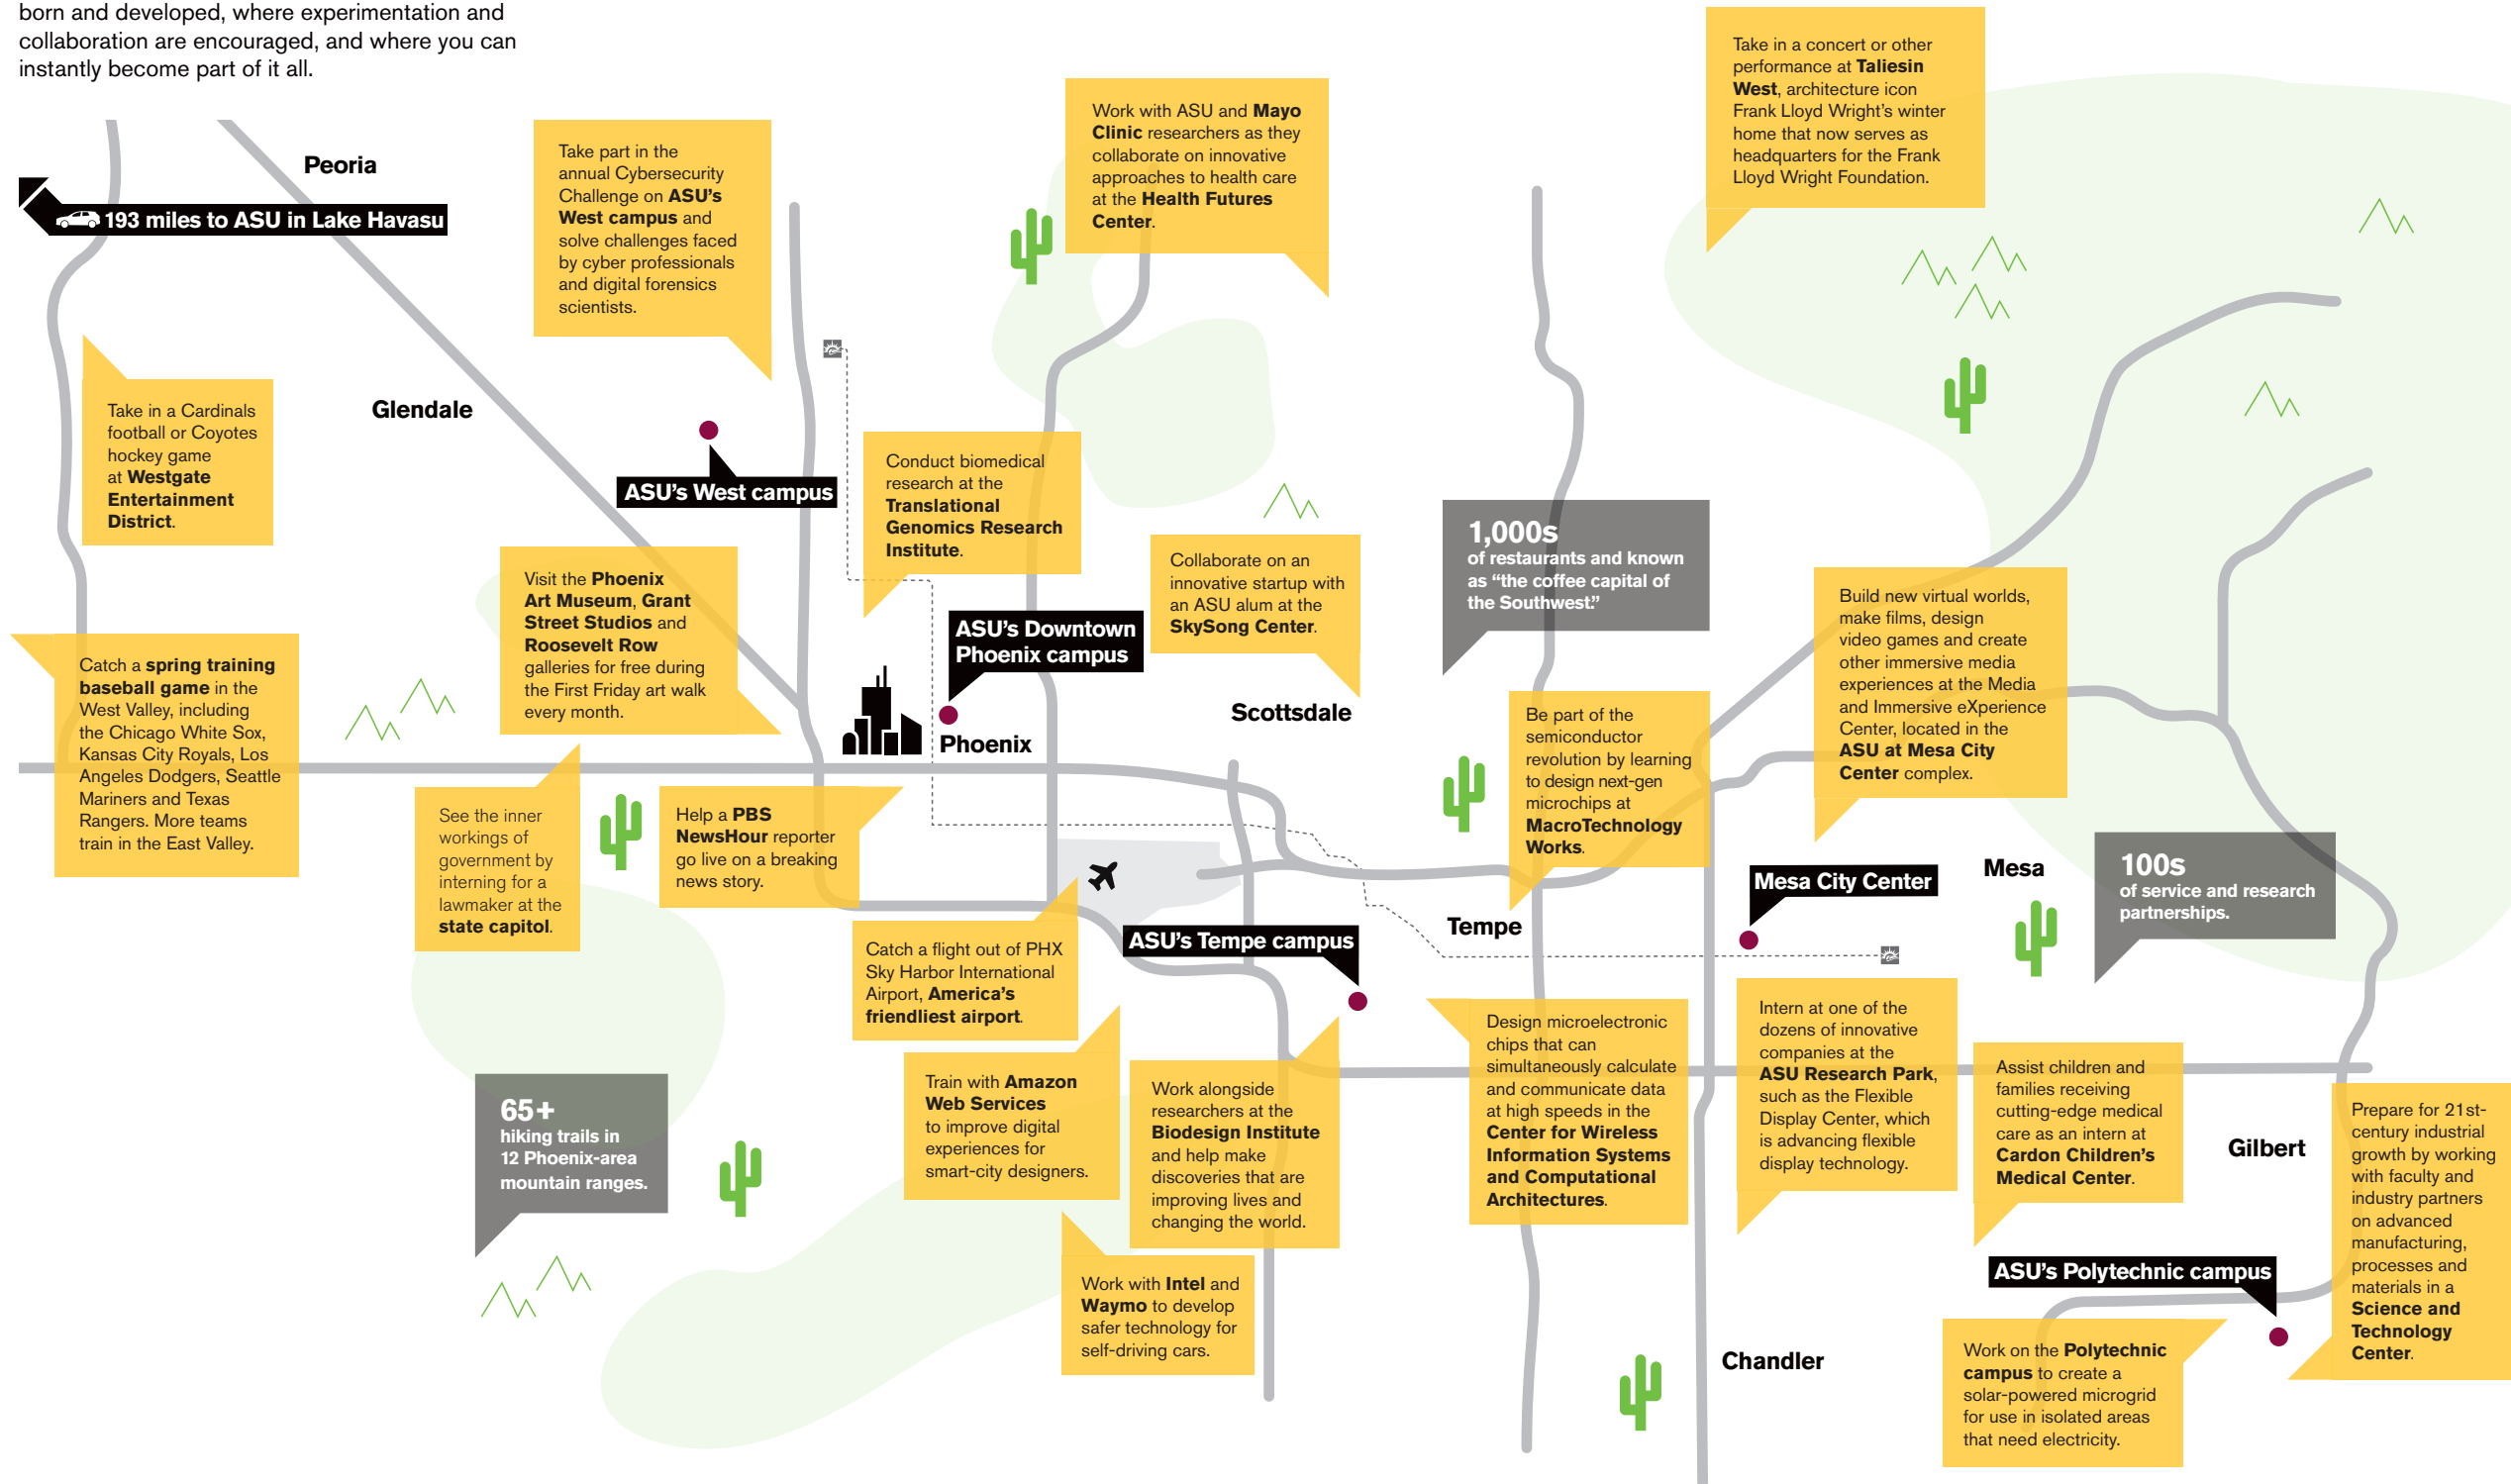 born and developed, where experimentation and
collaboration are encouraged, and where you can
instantly become part of it all.
Peoria
193 miles to ASU in Lake Havasu
Take part in the
annual Cybersecurity
Challenge on ASU's
West campus and
solve challenges faced
by cyber professionals
and digital forensics
scientists.
Work with ASU and Mayo
Clinic researchers as they
collaborate on innovative
approaches to health care
at the Health Futures
Center.
Take in a concert or other
performance at Taliesin
West, architecture icon
Frank Lloyd Wright's winter
home that now serves as
headquarters for the Frank
Lloyd Wright Foundation.
Take in a Cardinals
football or Coyotes
hockey game
at Westgate
Entertainment
District.
Glendale
ASU's West campus
Conduct biomedical
research at the
Translational
Genomics Research
Institute.
Visit the Phoenix
Art Museum, Grant
Street Studios and
Roosevelt Row
galleries for free during
the First Friday art walk
every month.
ASU's Downtown
Phoenix campus
Collaborate on an
innovative startup with
an ASU alum at the
SkySong Center.
1,000s
of restaurants and known
as “the coffee capital of
the Southwest.”
Build new virtual worlds,
make films, design
video games and create
other immersive media
experiences at the Media
and Immersive eXperience
Center, located in the
ASU at Mesa City
Center complex.
Catch a spring training
baseball game in the
West Valley, including
the Chicago White Sox,
Kansas City Royals, Los
Angeles Dodgers, Seattle
Mariners and Texas
Rangers. More teams
train in the East Valley.
Phoenix
Scottsdale
Be part of the
semiconductor
revolution by learning
to design next-gen
microchips at
MacroTechnology
Works.
See the inner
workings of
government by
interning for a
lawmaker at the
state capitol.
Help a PBS
NewsHour reporter
go live on a breaking
news story.
Mesa City Center
Mesa
100s
of service and research
partnerships.
Catch a flight out of PHX
Sky Harbor International
Airport, America's
friendliest airport.
ASU's Tempe campus
Tempe
65+
hiking trails in
12 Phoenix-area
mountain ranges.
Train with Amazon
Web Services
to improve digital
experiences for
smart-city designers.
Work alongside
researchers at the
Biodesign Institute
and help make
discoveries that are
improving lives and
changing the world.
Design microelectronic
chips that can
simultaneously calculate
and communicate data
at high speeds in the
Center for Wireless
Information Systems
and Computational
Architectures.
Intern at one of the
dozens of innovative
companies at the
ASU Research Park,
such as the Flexible
Display Center, which
is advancing flexible
display technology.
Assist children and
families receiving
cutting-edge medical
care as an intern at
Cardon Children's
Medical Center.
Gilbert
Prepare for 21st-
century industrial
growth by working
with faculty and
industry partners
on advanced
manufacturing,
processes and
materials in a
Science and
Technology
Center.
Work with Intel and
Waymo to develop
safer technology for
self-driving cars.
ASU's Polytechnic campus
Chandler
Work on the Polytechnic
campus to create a
solar-powered microgrid
for use in isolated areas
that need electricity.